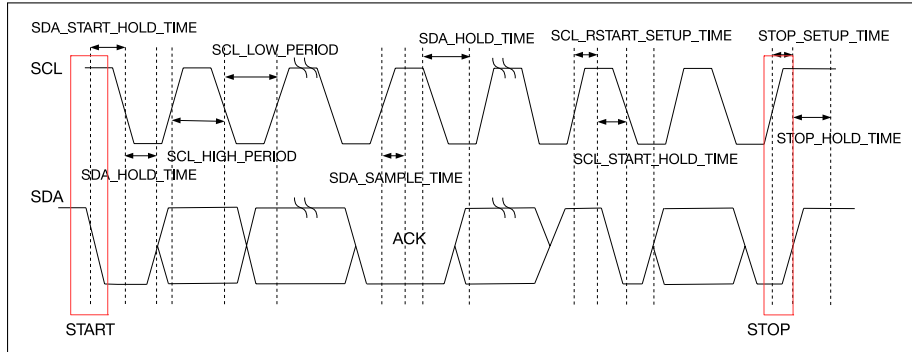 SDA_START_HOLD_TIME
SCL_LOW_PERIOD
SDA_HOLD_TIME
SCL_RSTART_SETUP_TIME
STOP_SETUP_TIME
SCL
SDA_HOLD_TIME
SCL_HIGH_PERIOD
SDA_SAMPLE_TIME
SCL_START_HOLD_TIME
STOP_HOLD_TIME
SDA
ACK
START
STOP